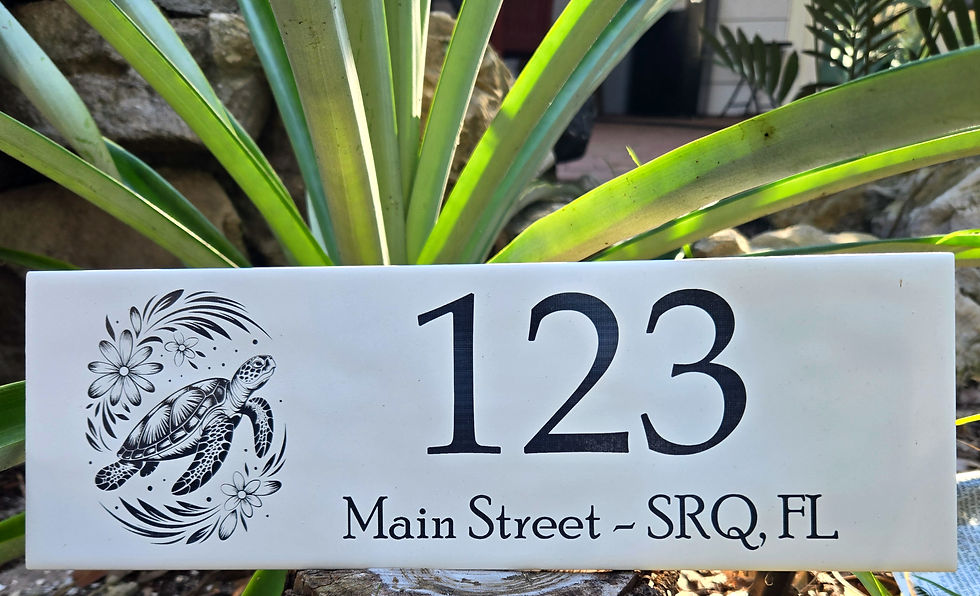 123
Main Street ~ SRQ, FL